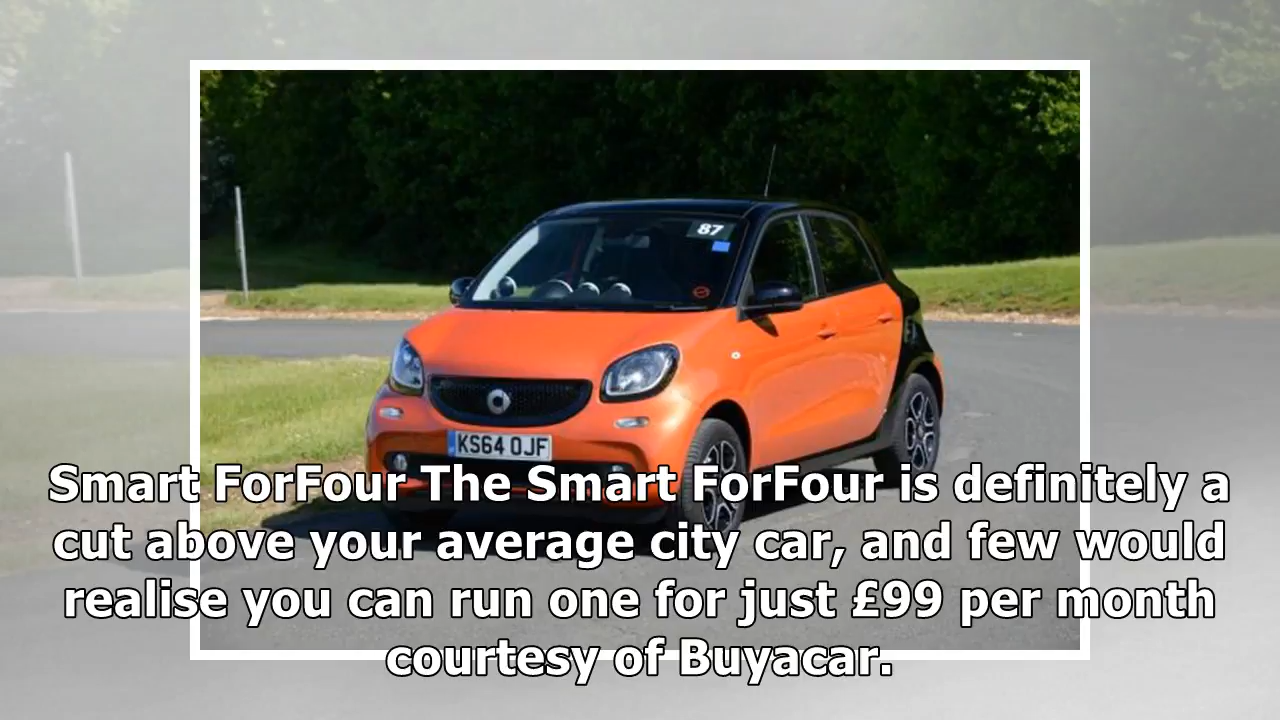 87
KS64 OJF
Smart ForFour The Smart ForFour is definitely a
cut above your average city car, and few would
realise you can run one for just £99 per month
courtesy of Buyacar.